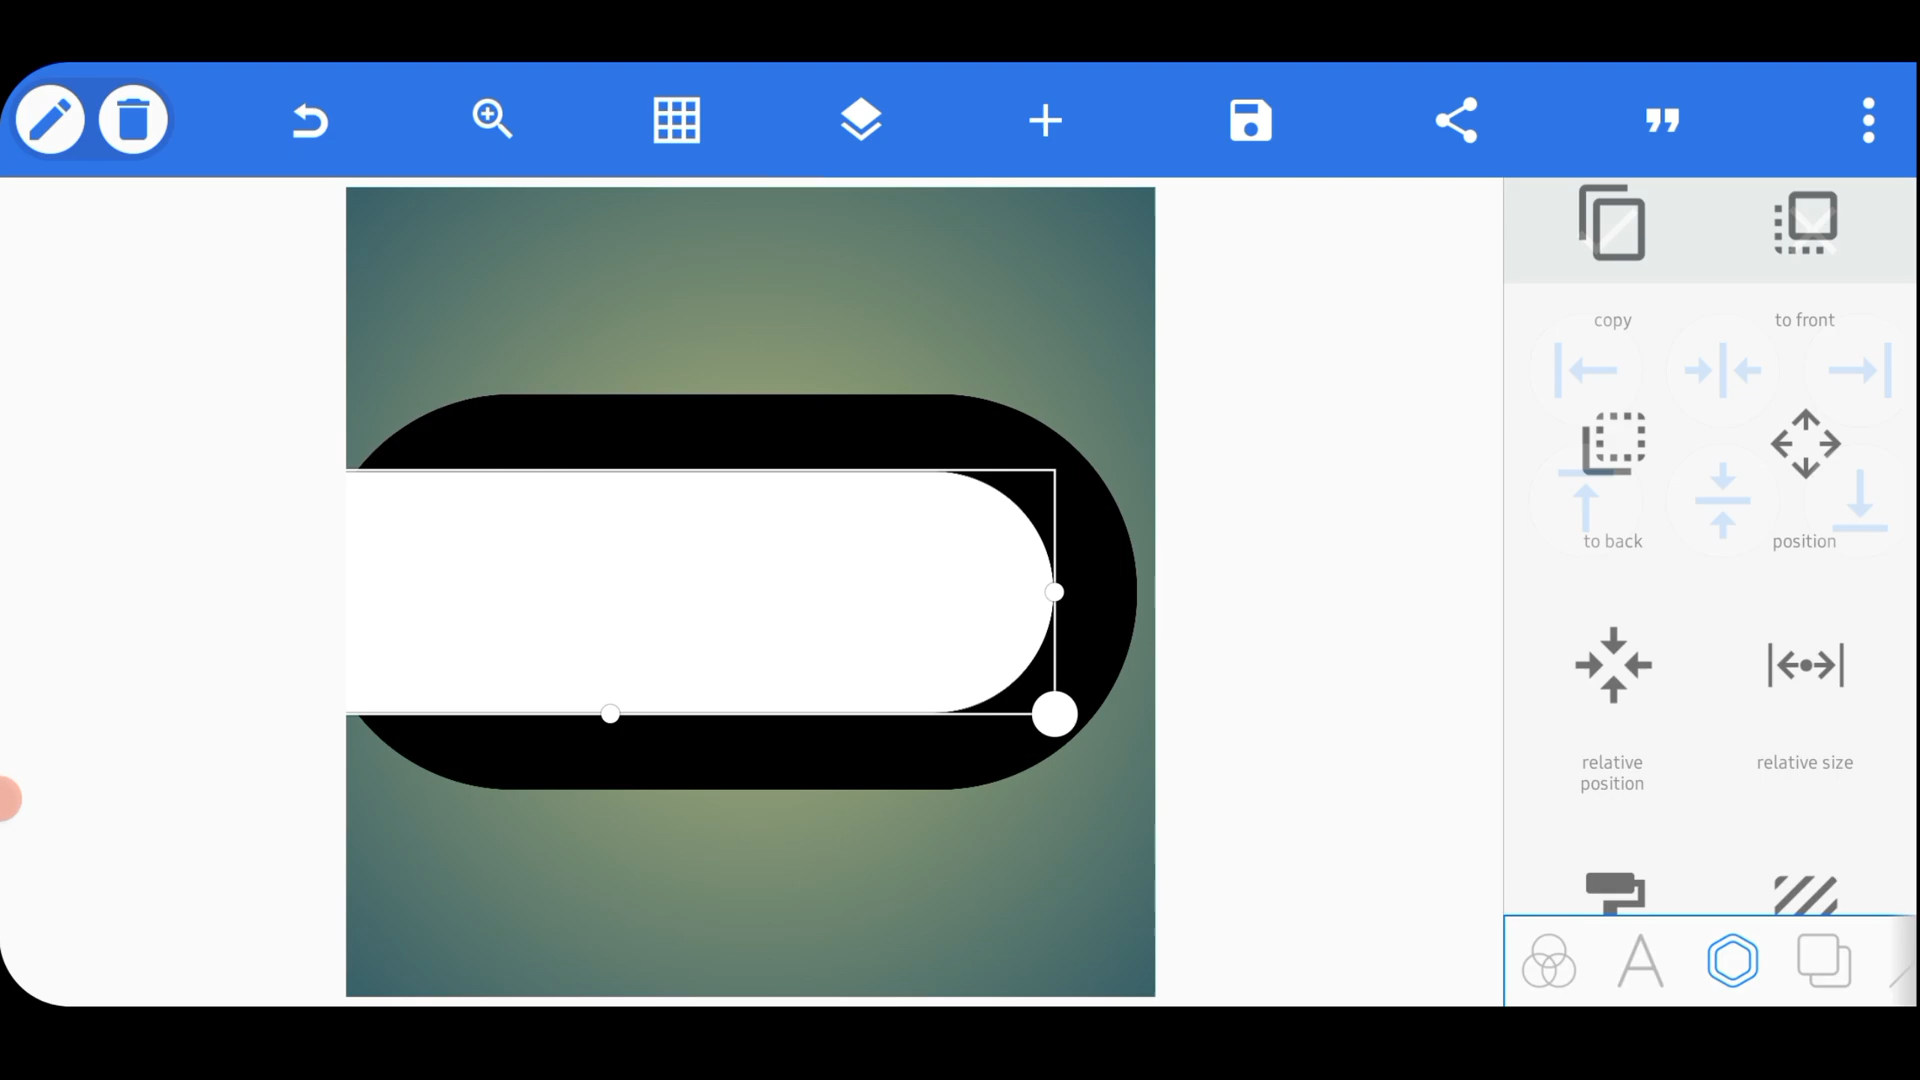 copy
to front
to back
position
relative
position
relative size